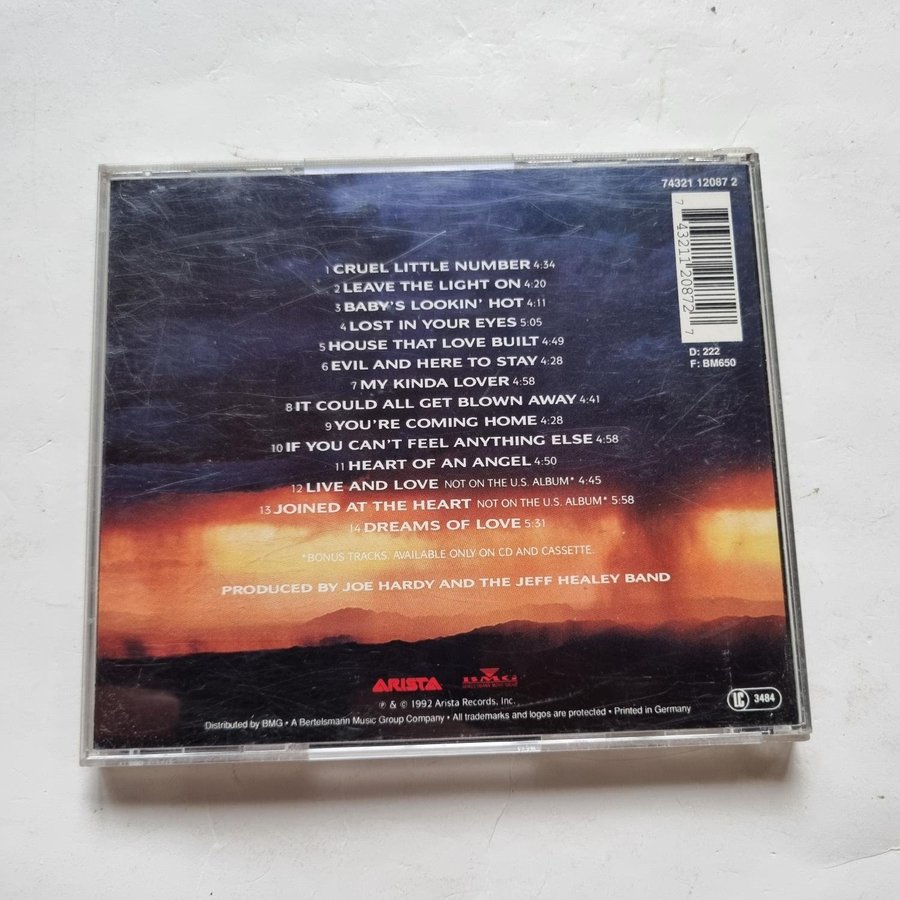 74321 12087 2
7 43211 20872 7
D: 222
F: BM650
1 CRUEL LITTLE NUMBER 4:34
2 LEAVE THE LIGHT ON 4:20
3 BABY'S LOOKIN' HOT 4:11
4 LOST IN YOUR EYES 5:05
5 HOUSE THAT LOVE BUILT 4:49
6 EVIL AND HERE TO STAY 4:28
7 MY KINDA LOVER 4:58
8 IT COULD ALL GET BLOWN AWAY 4:41
9 YOU'RE COMING HOME 4:28
10 IF YOU CAN'T FEEL ANYTHING ELSE 4:58
11 HEART OF AN ANGEL 4:50
12 LIVE AND LOVE NOT ON THE U.S. ALBUM* 4:45
13 JOINED AT THE HEART NOT ON THE U.S. ALBUM* 5:58
14 DREAMS OF LOVE 5:31
*BONUS TRACKS. AVAILABLE ONLY ON CD AND CASSETTE.
PRODUCED BY JOE HARDY AND THE JEFF HEALEY BAND
ARISTA
BMG
BERTELSMANN MUSIC GROUP
℗ & © 1992 Arista Records, Inc.
LC 3484
Distributed by BMG • A Bertelsmann Music Group Company • All trademarks and logos are protected • Printed in Germany